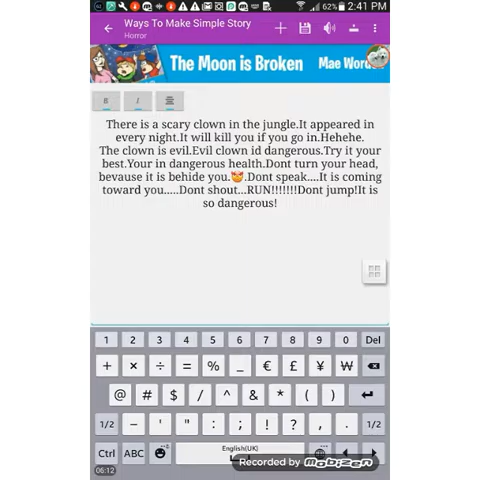 62% 2:41 PM
Ways To Make Simple Story
Horror
The Moon is Broken Mae Wor
B I
There is a scary clown in the jungle.It appeared in
every night.It will kill you if you go in.Hehehe.
The clown is evil.Evil clown id dangerous.Try it your
best.Your in dangerous health.Dont turn your head,
bevause it is behide you.😈.Dont speak....It is coming
toward you.....Dont shout...RUN!!!!!!!Dont jump!It is
so dangerous!
1 2 3 4 5 6 7 8 9 0 Del
+ × ÷ = % _ € £ ¥ ₩
@ # $ / ^ & * ( )
1/2 – ' " : ; ! ? , . 1/2
Ctrl ABC English(UK)
06:12
Recorded by MOBIZEN